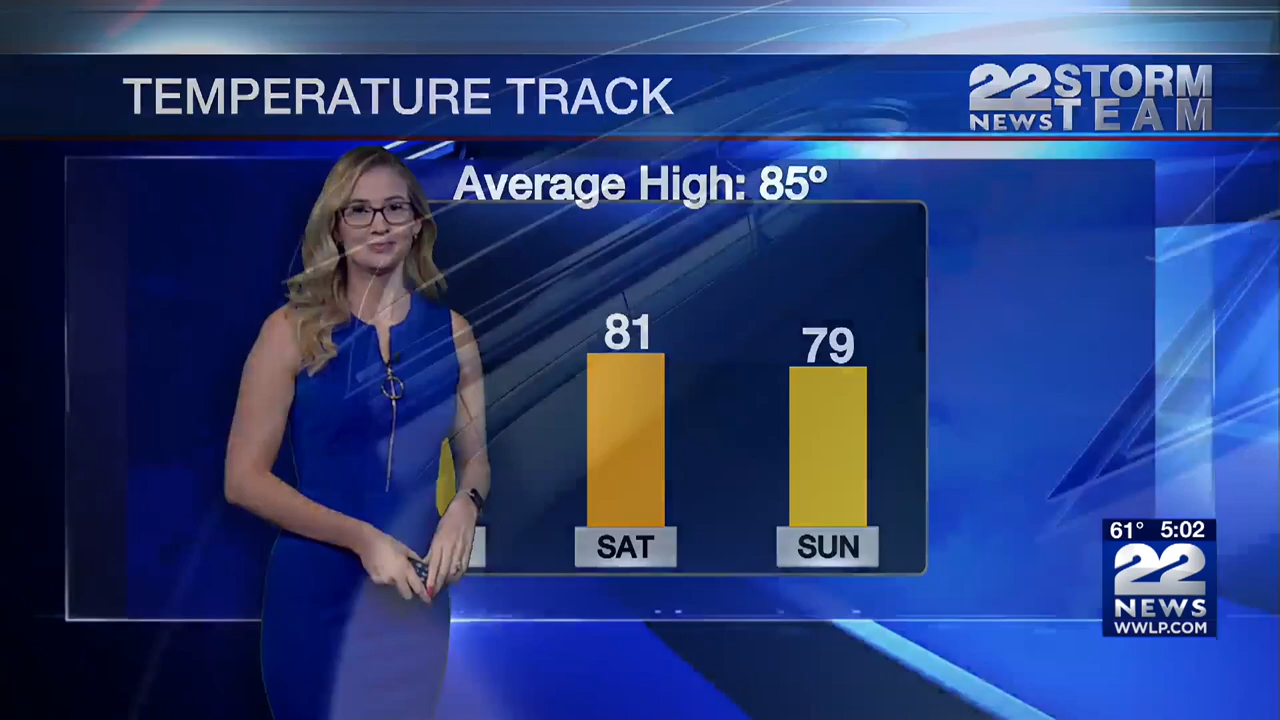 TEMPERATURE TRACK
22 STORM
NEWS TEAM
Average High: 85º
81
79
SAT
SUN
61° 5:02
22
NEWS
WWLP.COM